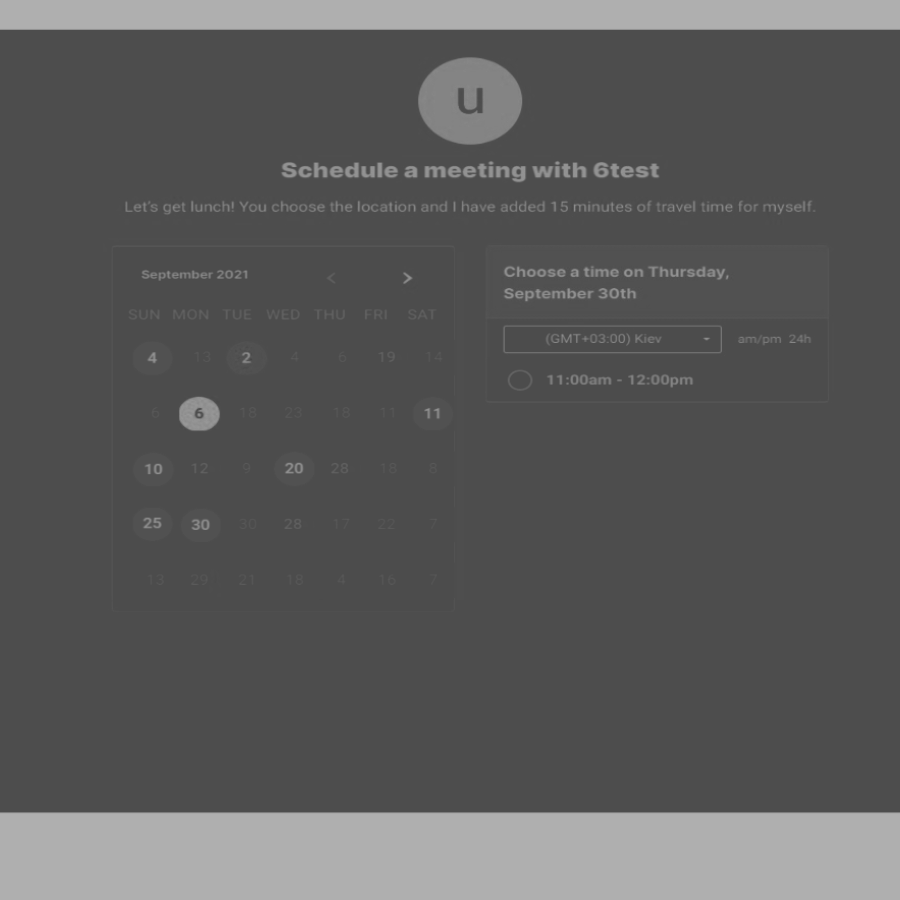 u
Schedule a meeting with 6test
Let's get lunch! You choose the location and I have added 15 minutes of travel time for myself.
September 2021 < >
SUN MON TUE WED THU FRI SAT
4 13 2 4 6 19 14
6 6 18 23 18 11 11
10 12 9 20 28 18 8
25 30 30 28 17 22 7
13 29 21 18 4 16 7
Choose a time on Thursday,
September 30th
(GMT+03:00) Kiev am/pm 24h
11:00am - 12:00pm